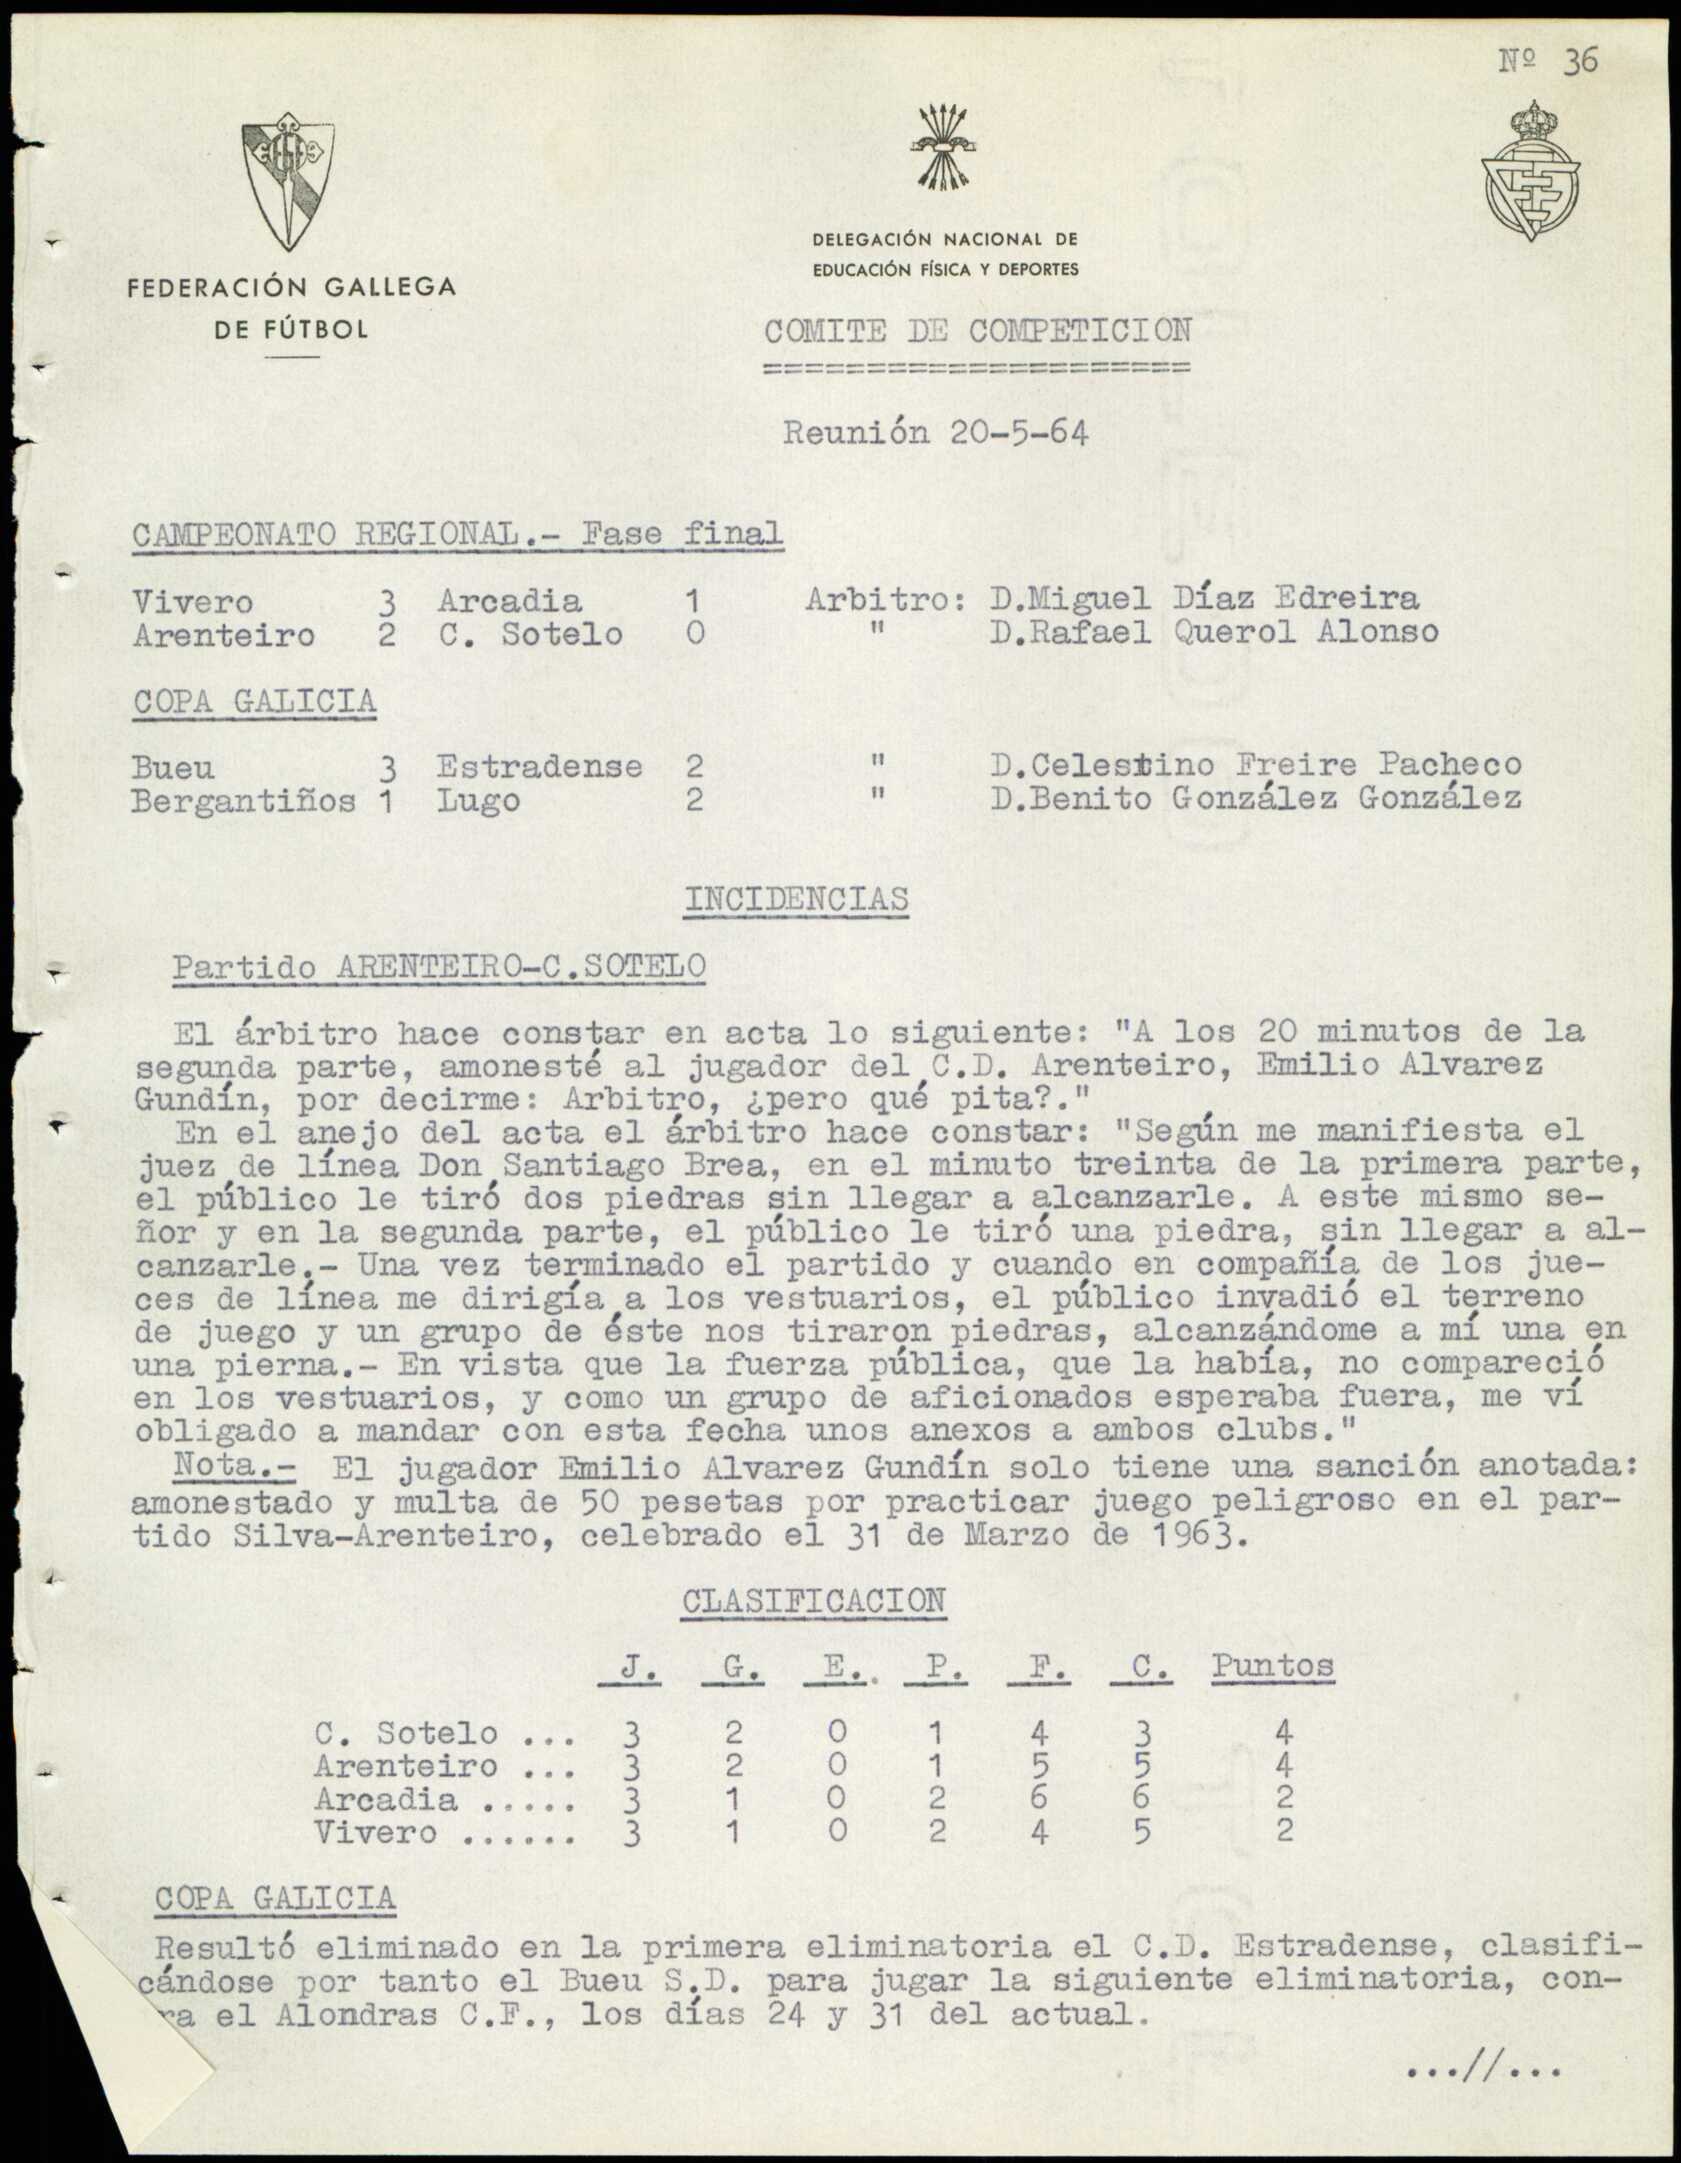 Nº 36
FEDERACIÓN GALLEGA
DE FÚTBOL
DELEGACIÓN NACIONAL DE
EDUCACIÓN FÍSICA Y DEPORTES
COMITE DE COMPETICION
=====================
Reunión 20-5-64
CAMPEONATO REGIONAL.- Fase final
Vivero 3 Arcadia 1 Arbitro: D.Miguel Díaz Edreira
Arenteiro 2 C. Sotelo 0 " D.Rafael Querol Alonso
COPA GALICIA
Bueu 3 Estradense 2 " D.Celestino Freire Pacheco
Bergantiños 1 Lugo 2 " D.Benito González González
INCIDENCIAS
Partido ARENTEIRO-C.SOTELO
El árbitro hace constar en acta lo siguiente: "A los 20 minutos de la
segunda parte, amonesté al jugador del C.D. Arenteiro, Emilio Alvarez
Gundín, por decirme: Arbitro, ¿pero qué pita?."
En el anejo del acta el árbitro hace constar: "Según me manifiesta el
juez de línea Don Santiago Brea, en el minuto treinta de la primera parte,
el público le tiró dos piedras sin llegar a alcanzarle. A este mismo se-
ñor y en la segunda parte, el público le tiró una piedra, sin llegar a al-
canzarle.- Una vez terminado el partido y cuando en compañía de los jue-
ces de línea me dirigía a los vestuarios, el público invadió el terreno
de juego y un grupo de éste nos tiraron piedras, alcanzándome a mí una en
una pierna.- En vista que la fuerza pública, que la había, no compareció
en los vestuarios, y como un grupo de aficionados esperaba fuera, me ví
obligado a mandar con esta fecha unos anexos a ambos clubs."
Nota.- El jugador Emilio Alvarez Gundín solo tiene una sanción anotada:
amonestado y multa de 50 pesetas por practicar juego peligroso en el par-
tido Silva-Arenteiro, celebrado el 31 de Marzo de 1963.
CLASIFICACION
J. G. E.. P. F. C. Puntos
C. Sotelo ... 3 2 0 1 4 3 4
Arenteiro ... 3 2 0 1 5 5 4
Arcadia ..... 3 1 0 2 6 6 2
Vivero ...... 3 1 0 2 4 5 2
COPA GALICIA
Resultó eliminado en la primera eliminatoria el C.D. Estradense, clasifi-
cándose por tanto el Bueu S.D. para jugar la siguiente eliminatoria, con-
ra el Alondras C.F., los días 24 y 31 del actual.
...//...